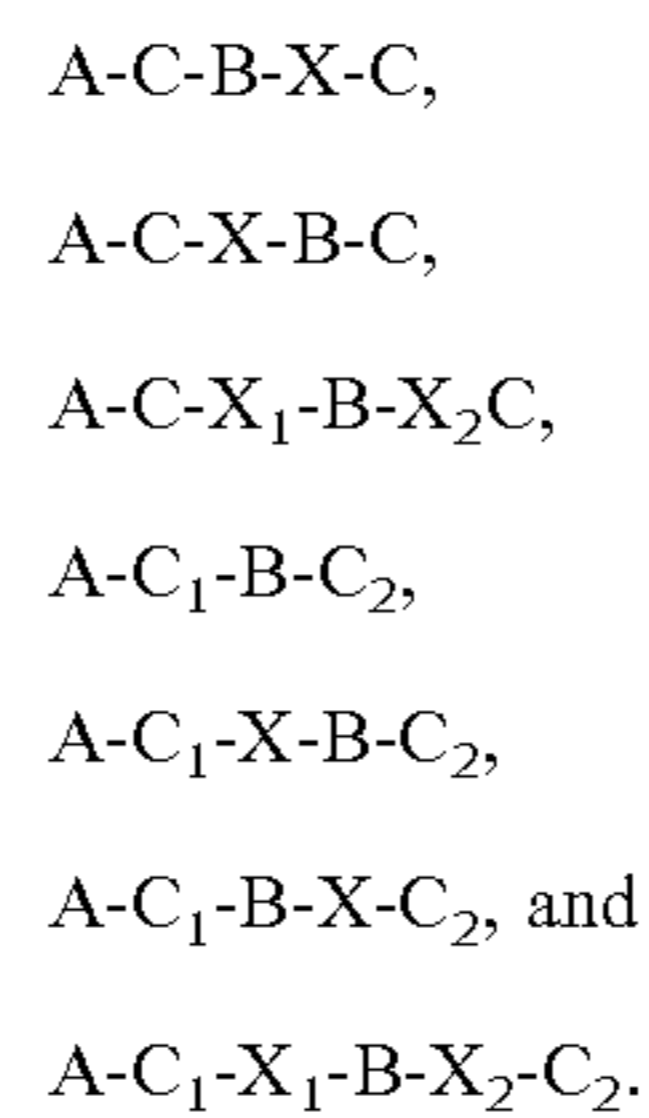 A-C-B-X-C,
A-C-X-B-C,
A-C-X₁-B-X₂C,
A-C₁-B-C₂,
A-C₁-X-B-C₂,
A-C₁-B-X-C₂, and
A-C₁-X₁-B-X₂-C₂.